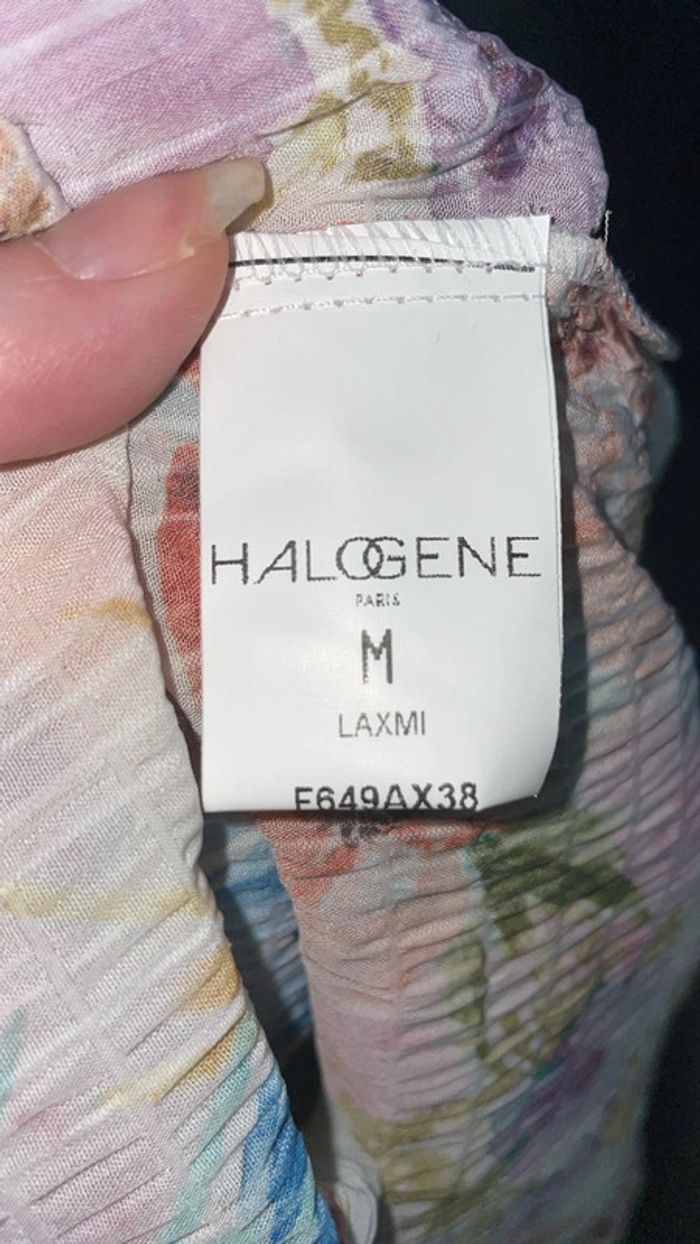 HALOGENE
PARIS
M
LAXMI
F649AX38